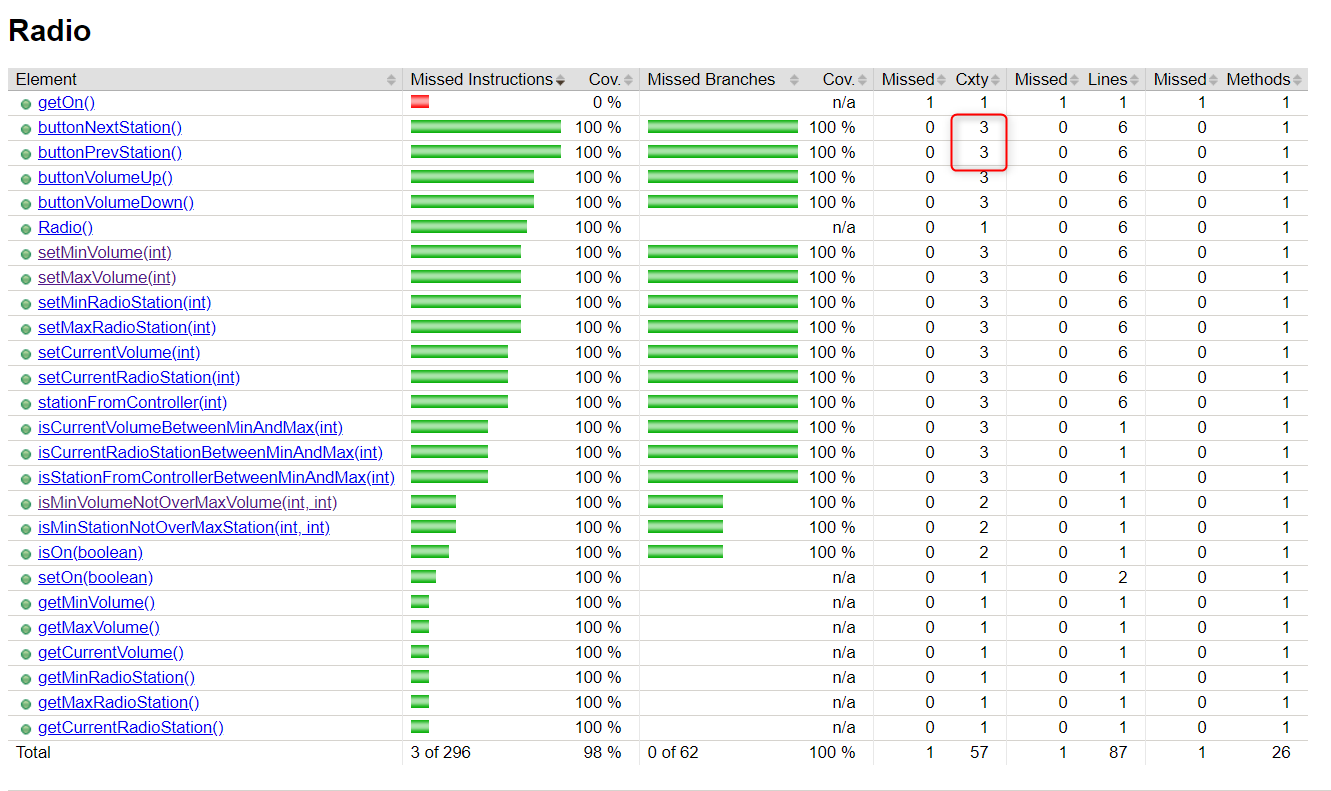 Radio
Element Missed Instructions Cov. Missed Branches Cov. Missed Cxty Missed Lines Missed Methods
getOn() 0 % n/a 1 1 1 1 1 1
buttonNextStation() 100 % 100 % 0 3 0 6 0 1
buttonPrevStation() 100 % 100 % 0 3 0 6 0 1
buttonVolumeUp() 100 % 100 % 0 3 0 6 0 1
buttonVolumeDown() 100 % 100 % 0 3 0 6 0 1
Radio() 100 % n/a 0 1 0 6 0 1
setMinVolume(int) 100 % 100 % 0 3 0 6 0 1
setMaxVolume(int) 100 % 100 % 0 3 0 6 0 1
setMinRadioStation(int) 100 % 100 % 0 3 0 6 0 1
setMaxRadioStation(int) 100 % 100 % 0 3 0 6 0 1
setCurrentVolume(int) 100 % 100 % 0 3 0 6 0 1
setCurrentRadioStation(int) 100 % 100 % 0 3 0 6 0 1
stationFromController(int) 100 % 100 % 0 3 0 6 0 1
isCurrentVolumeBetweenMinAndMax(int) 100 % 100 % 0 3 0 1 0 1
isCurrentRadioStationBetweenMinAndMax(int) 100 % 100 % 0 3 0 1 0 1
isStationFromControllerBetweenMinAndMax(int) 100 % 100 % 0 3 0 1 0 1
isMinVolumeNotOverMaxVolume(int, int) 100 % 100 % 0 2 0 1 0 1
isMinStationNotOverMaxStation(int, int) 100 % 100 % 0 2 0 1 0 1
isOn(boolean) 100 % 100 % 0 2 0 1 0 1
setOn(boolean) 100 % n/a 0 1 0 2 0 1
getMinVolume() 100 % n/a 0 1 0 1 0 1
getMaxVolume() 100 % n/a 0 1 0 1 0 1
getCurrentVolume() 100 % n/a 0 1 0 1 0 1
getMinRadioStation() 100 % n/a 0 1 0 1 0 1
getMaxRadioStation() 100 % n/a 0 1 0 1 0 1
getCurrentRadioStation() 100 % n/a 0 1 0 1 0 1
Total 3 of 296 98 % 0 of 62 100 % 1 57 1 87 1 26